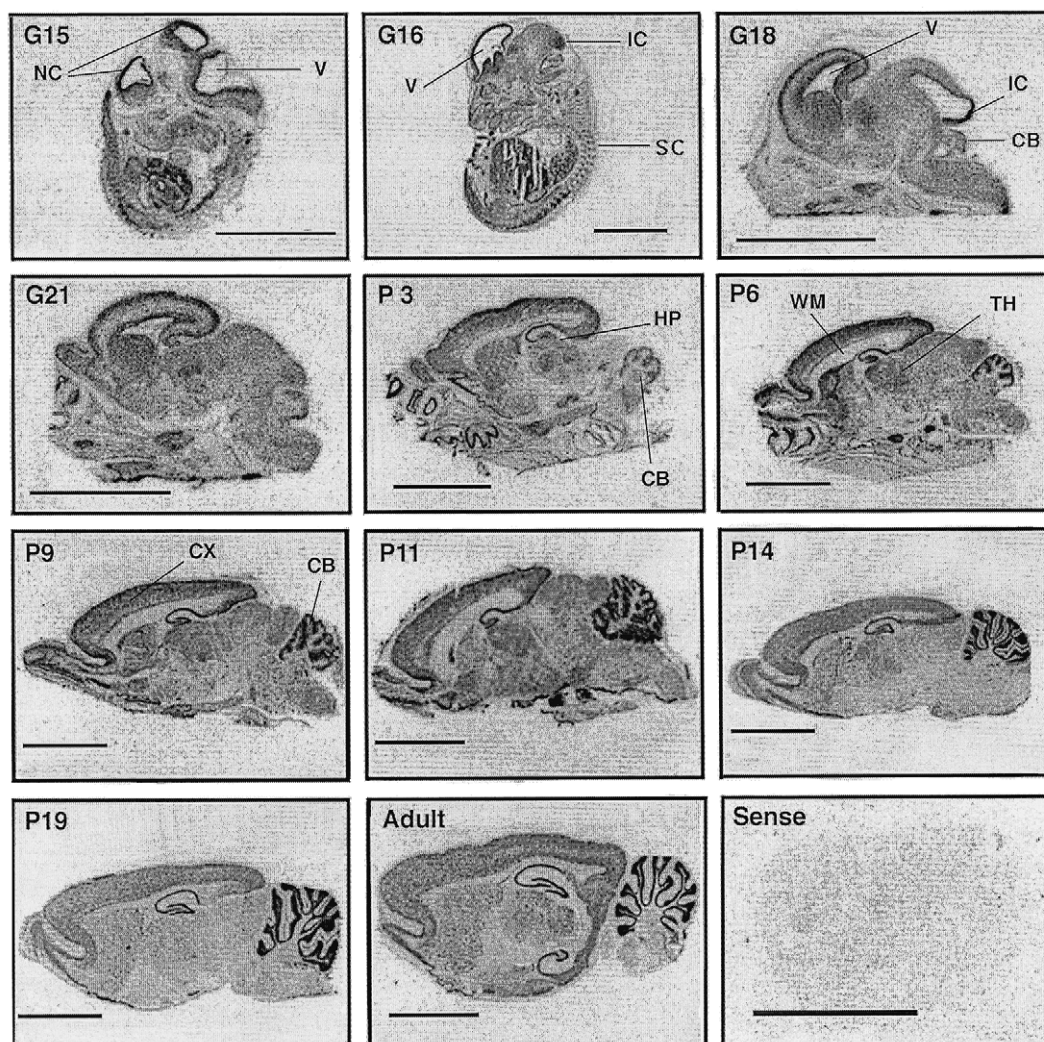 G15
NC
V
G16
V
IC
SC
G18
V
IC
CB
G21
P 3
HP
CB
P6
WM
TH
P9
CX
CB
P11
P14
P19
Adult
Sense